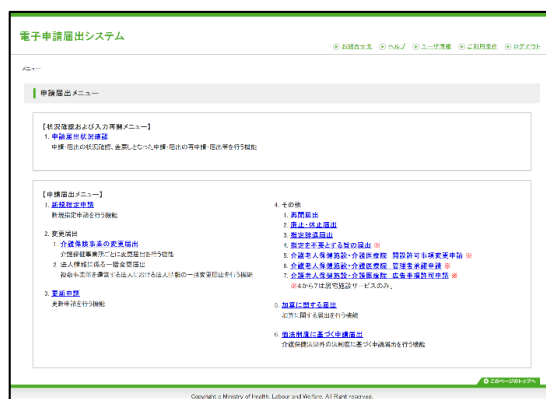 電子申請届出システム
お問合せ先 ヘルプ ユーザ情報 ご利用条件 ログアウト
メニュー
申請届出メニュー
【状況確認および入力再開メニュー】
1. 申請届出状況確認
申請・届出の状況確認、差戻しとなった申請・届出の再申請・届出等を行う機能
【申請届出メニュー】
1. 新規指定申請
新規指定申請を行う機能
2. 変更届出
1. 介護保険事業の変更届出
介護保険事業所ごとに変更届出を行う機能
2. 法人情報に係る一括変更届出
複数事業所を運営する法人における法人情報の一括変更届出を行う機能
3. 更新申請
更新申請を行う機能
4. その他
1. 再開届出
2. 廃止・休止届出
3. 指定辞退届出
4. 指定を不要とする旨の届出 ※
5. 介護老人保健施設・介護医療院 開設許可事項変更申請 ※
6. 介護老人保健施設・介護医療院 管理者承認申請 ※
7. 介護老人保健施設・介護医療院 広告事項許可申請 ※
※4から7は居宅施設サービスのみ。
5. 加算に関する届出
加算に関する届出を行う機能
6. 他法制度に基づく申請届出
介護保険法以外の法制度に基づく申請届出を行う機能
このページのトップへ
Copyright © Ministry of Health, Labour and Welfare, All Right reserved.